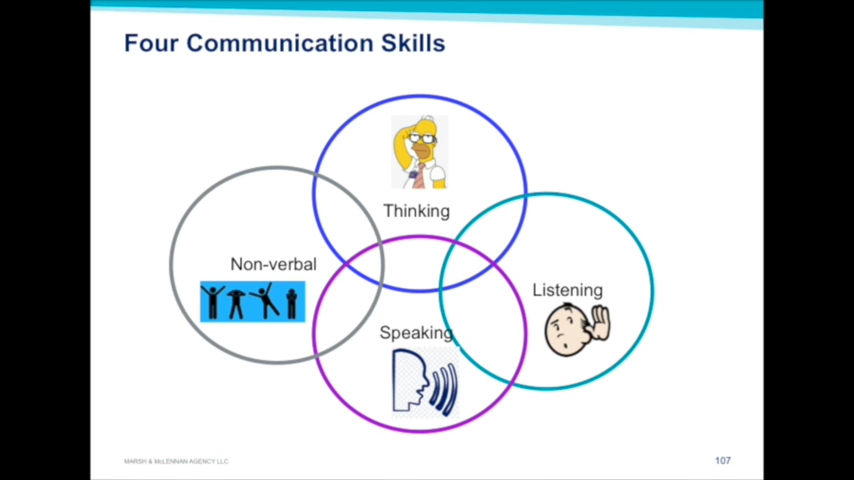 Four Communication Skills
Thinking
Non-verbal
Listening
Speaking
MARSH & McLENNAN AGENCY LLC
107